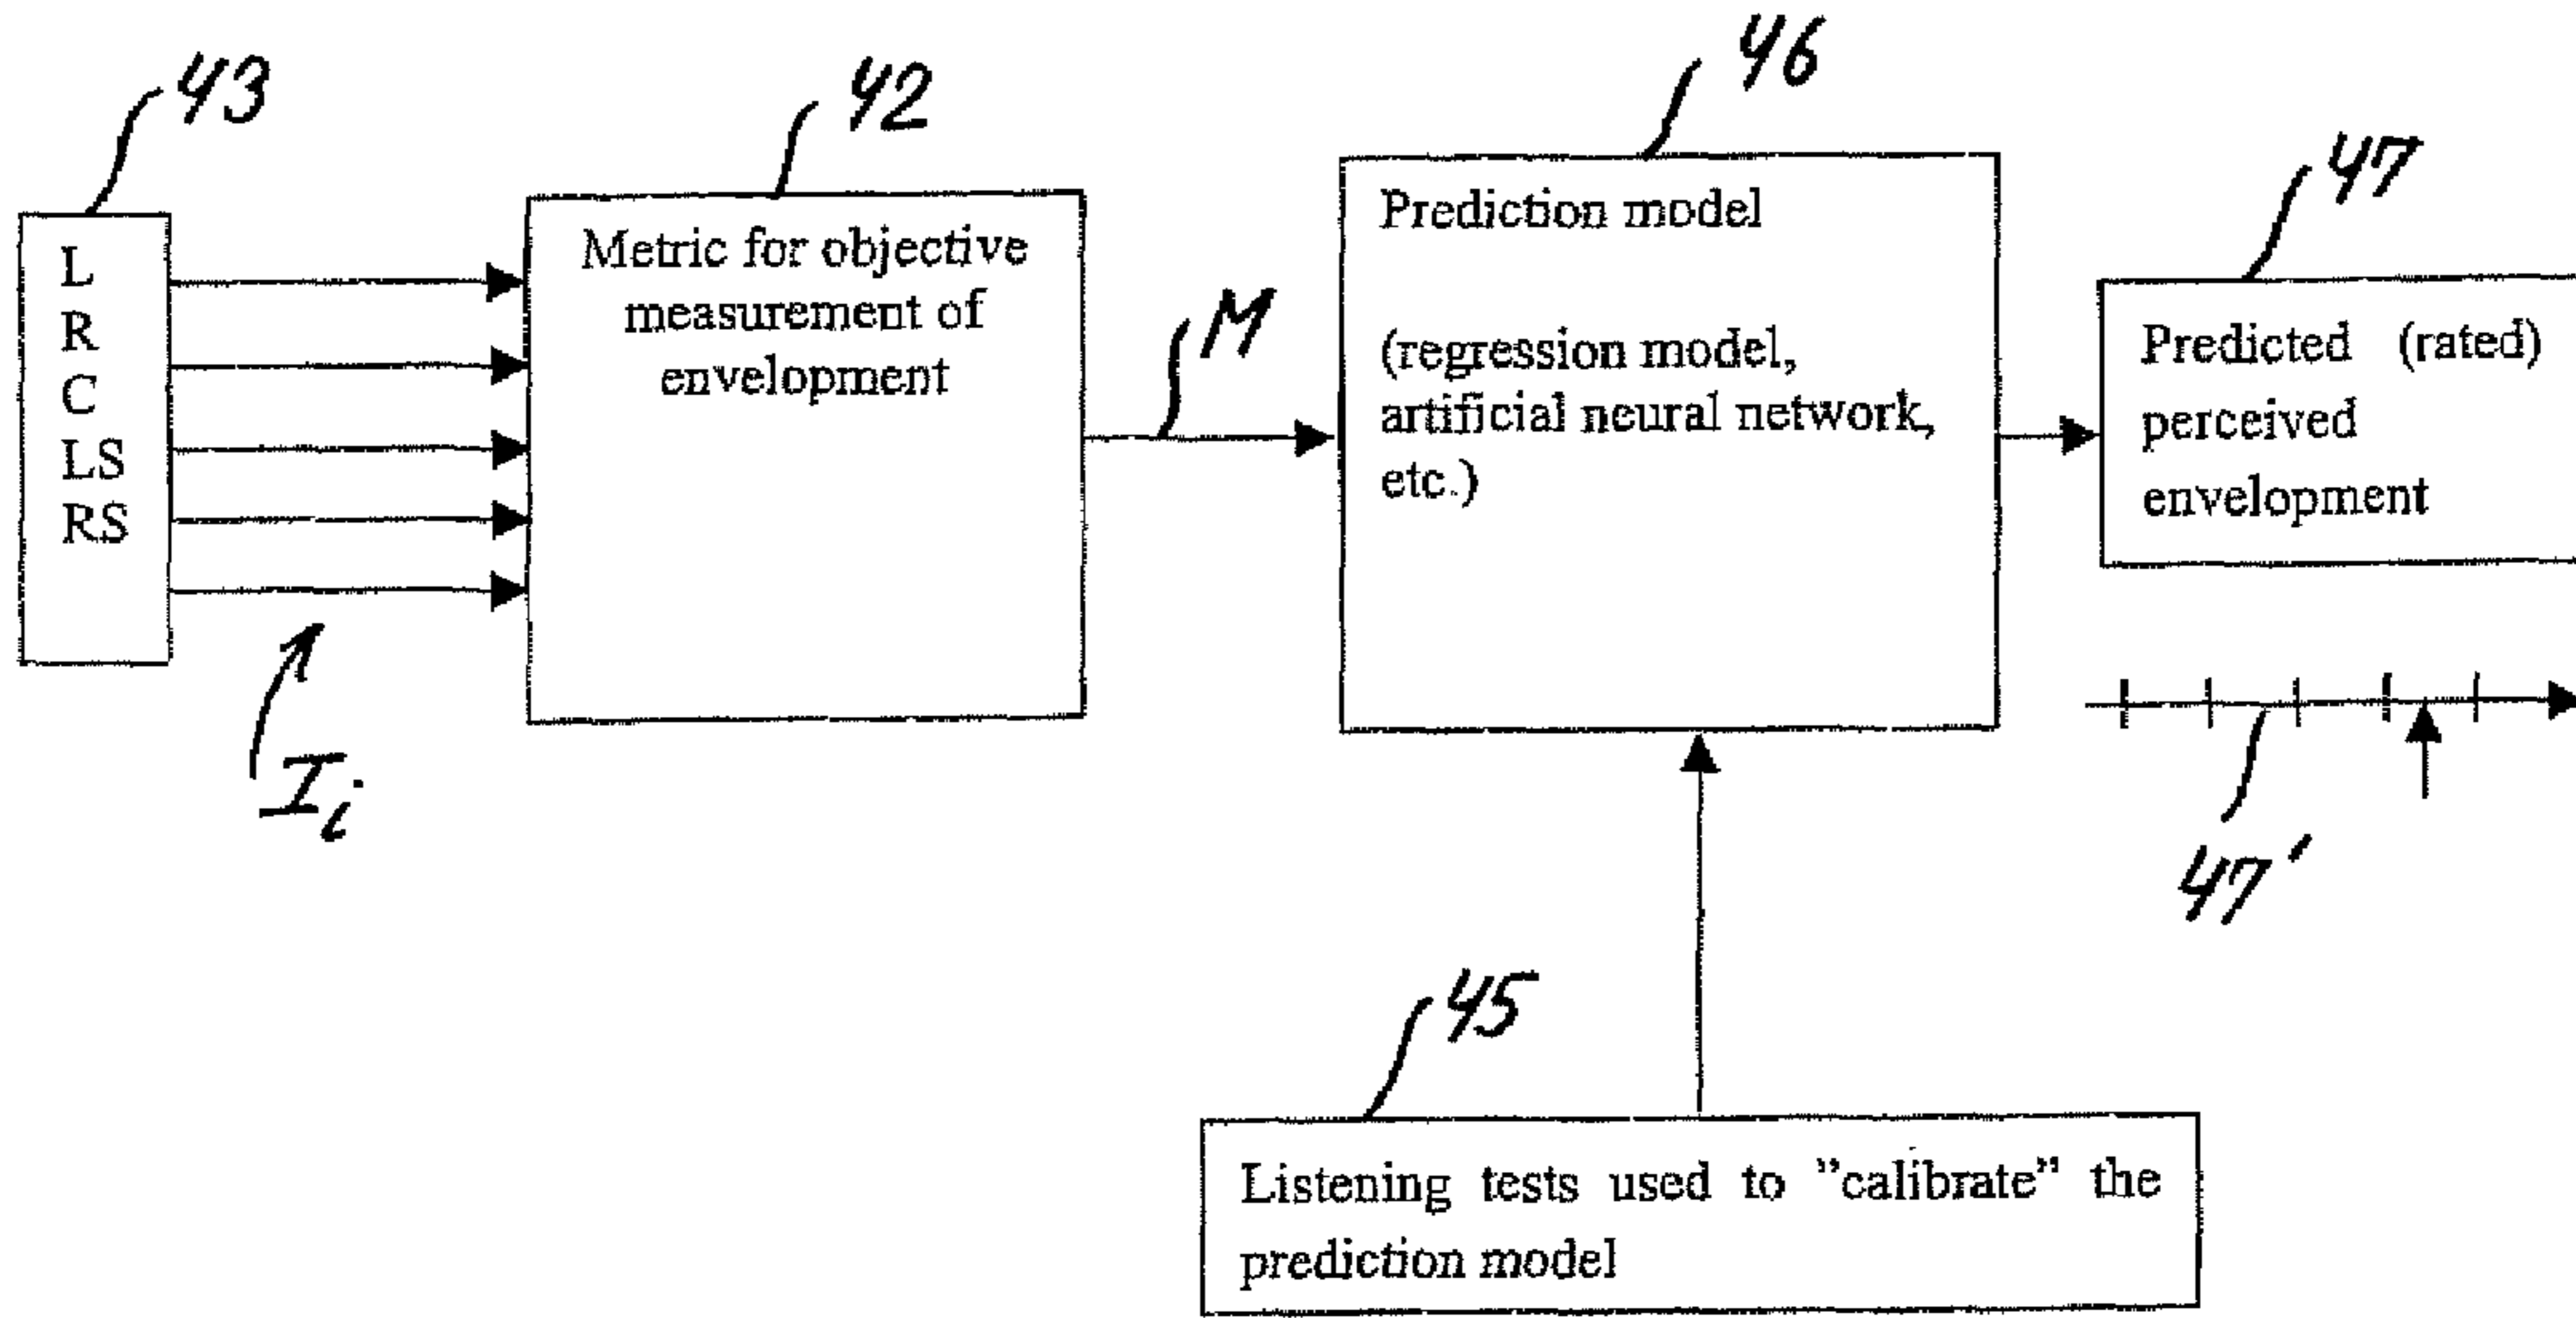 43
42
46
47
L
R
C
LS
RS
Metric for objective
measurement of
envelopment
M
Prediction model
(regression model,
artificial neural network,
etc.)
Predicted (rated)
perceived
envelopment
Ii
47'
45
Listening tests used to ”calibrate” the
prediction model